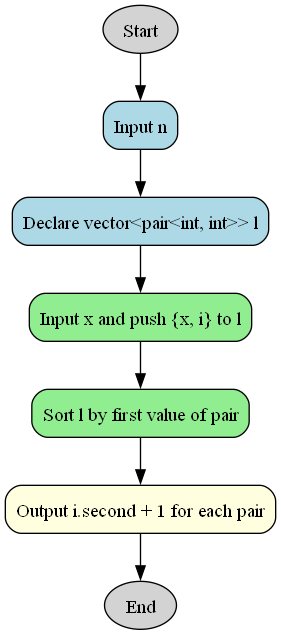 Start
Input n
Declare vector<pair<int, int>> l
Input x and push {x, i} to l
Sort l by first value of pair
Output i.second + 1 for each pair
End